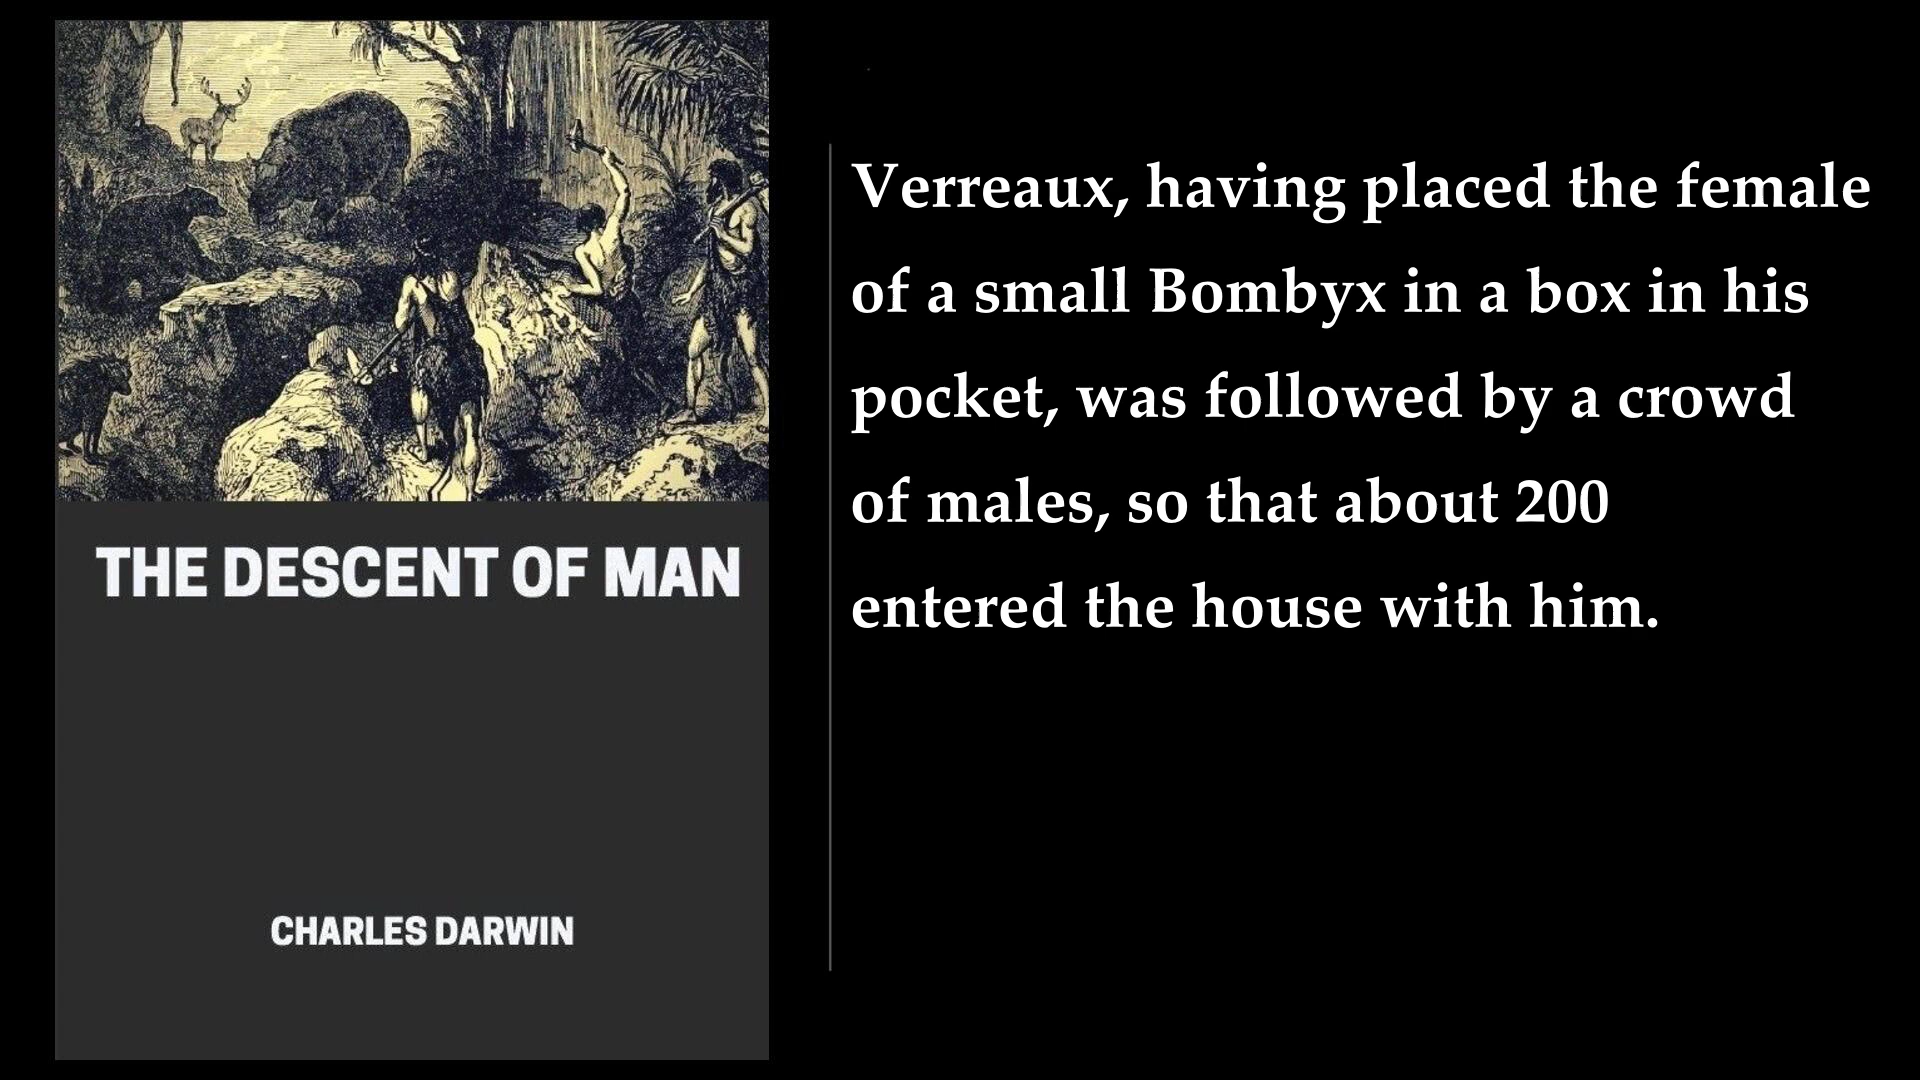 THE DESCENT OF MAN
CHARLES DARWIN
Verreaux, having placed the female
of a small Bombyx in a box in his
pocket, was followed by a crowd
of males, so that about 200
entered the house with him.